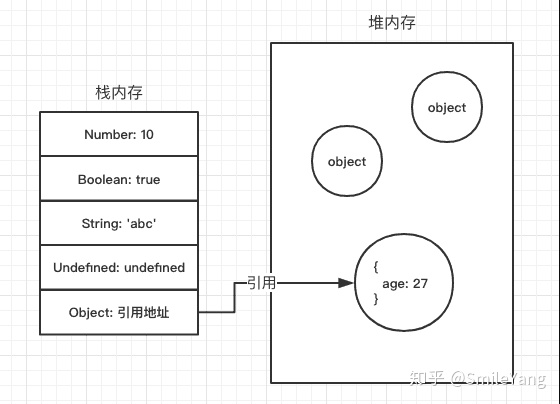 堆内存
栈内存
Number: 10
Boolean: true
String: 'abc'
Undefined: undefined
Object: 引用地址
引用
object
object
{
age: 27
}
知乎 @SmileYang